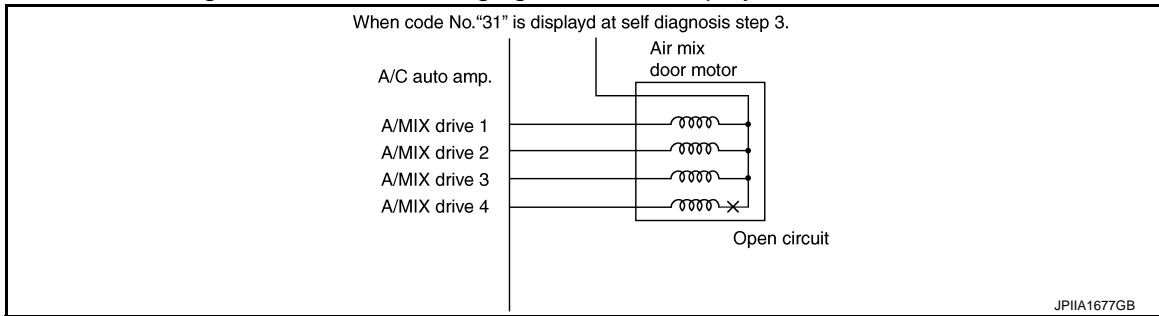 When code No."31" is displayd at self diagnosis step 3.
Air mix
door motor
A/C auto amp.
A/MIX drive 1
A/MIX drive 2
A/MIX drive 3
A/MIX drive 4
Open circuit
JPIIA1677GB